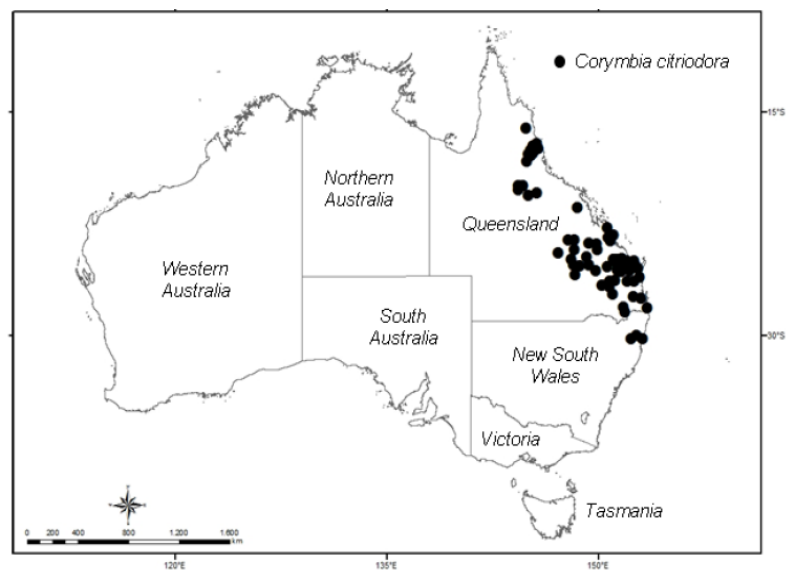 Corymbia citriodora
15°S
Northern
Australia
Queensland
Western
Australia
South
Australia
30°S
New South
Wales
Victoria
Tasmania
0 200 400 800 1.200 1.600
km
120°E 135°E 150°E